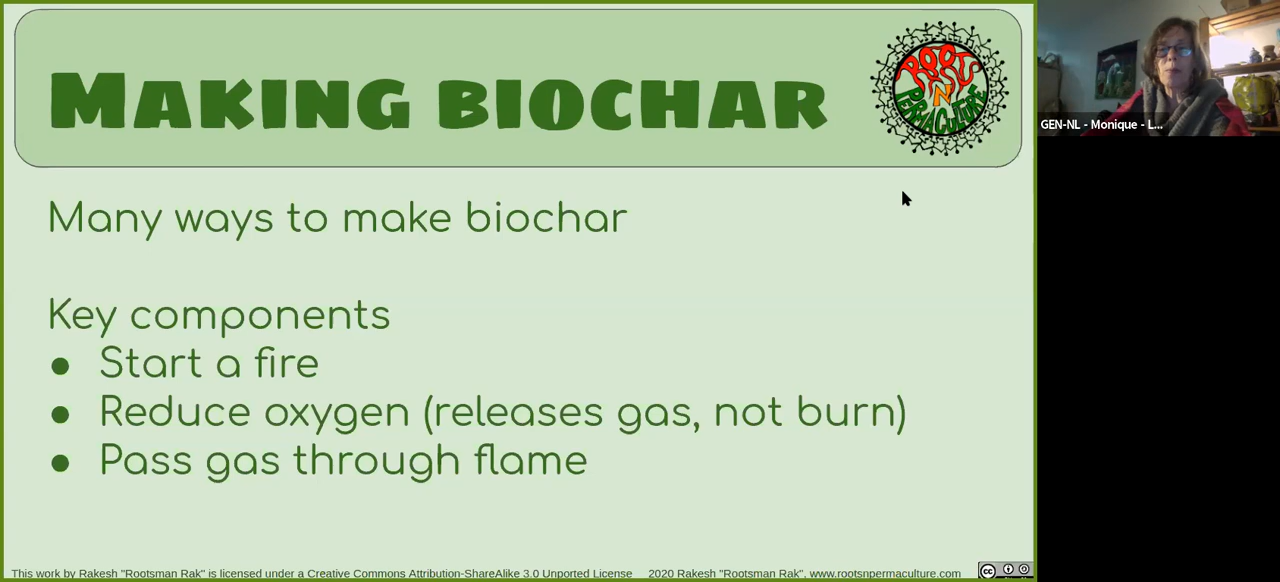 MAKING BIOCHAR
ROOTS
N
PERMACULTURE
GEN-NL - Monique - L...
Many ways to make biochar
Key components
● Start a fire
● Reduce oxygen (releases gas, not burn)
● Pass gas through flame
This work by Rakesh "Rootsman Rak" is licensed under a Creative Commons Attribution-ShareAlike 3.0 Unported License 2020 Rakesh "Rootsman Rak", www.rootsnpermaculture.com